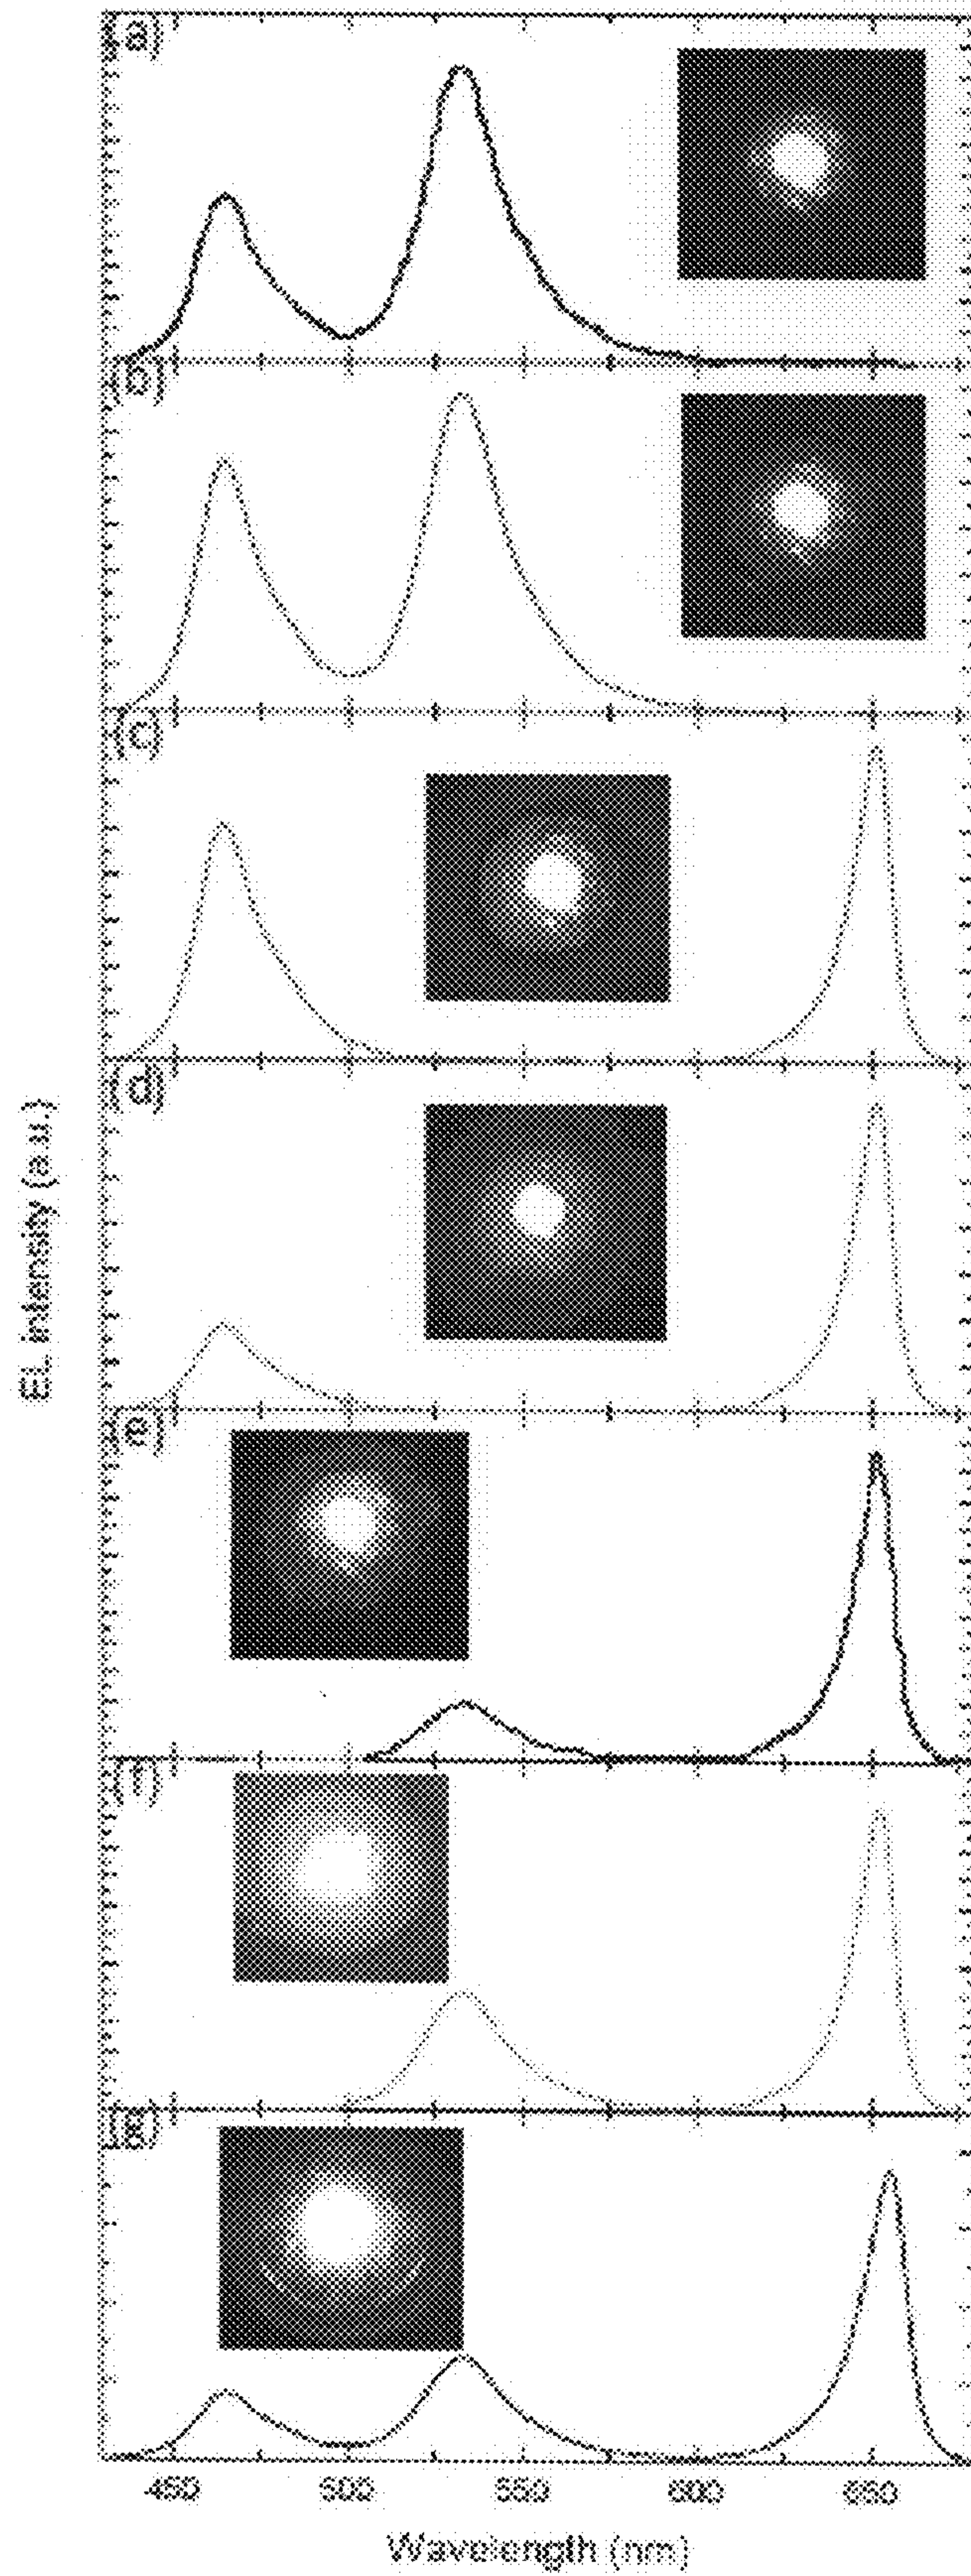 (a)
(b)
(c)
(d)
(e)
(f)
(g)
EL intensity (a.u.)
450 500 550 600 650
Wavelength (nm)